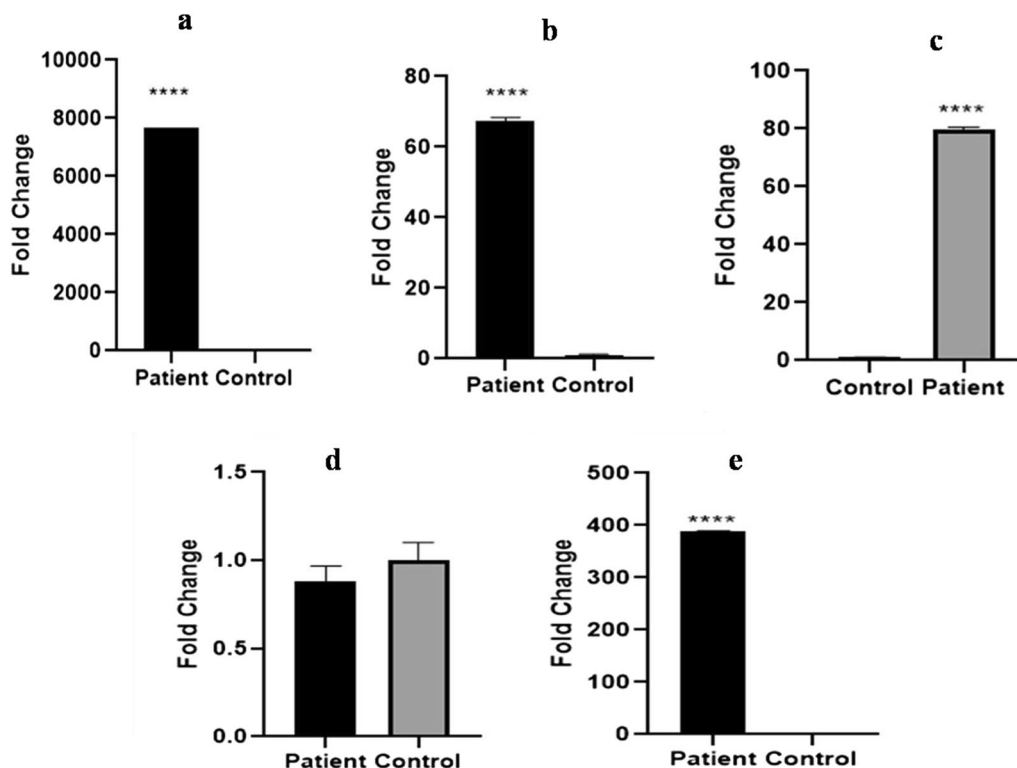 a
10000
8000
6000
4000
2000
0
Fold Change
****
Patient Control
b
80
60
40
20
0
Fold Change
****
Patient Control
c
100
80
60
40
20
0
Fold Change
****
Control Patient
d
1.5
1.0
0.5
0.0
Fold Change
Patient Control
e
500
400
300
200
100
0
Fold Change
****
Patient Control